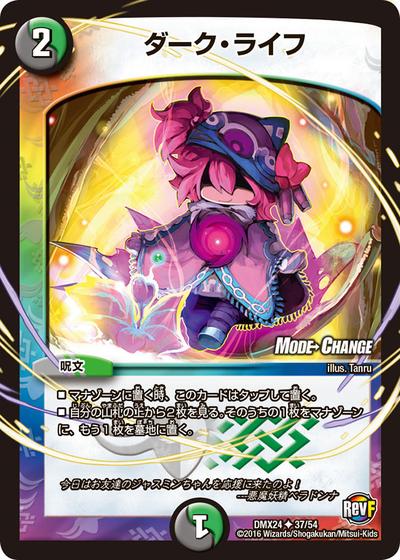 2
ダーク・ライフ
MODE→CHANGE
illus. Tanru
呪文
■ マナゾーンに置く時、このカードはタップして置く。
■ 自分の山札の上から2枚を見る。そのうちの1枚をマナゾーン
に、もう1枚を墓地に置く。
今日はお友達のジャスミンちゃんを応援に来たのよ!
---悪魔妖精ベラドンナ
1
DMX24 ◆ 37/54
©2016 Wizards/Shogakukan/Mitsui-Kids
RevF